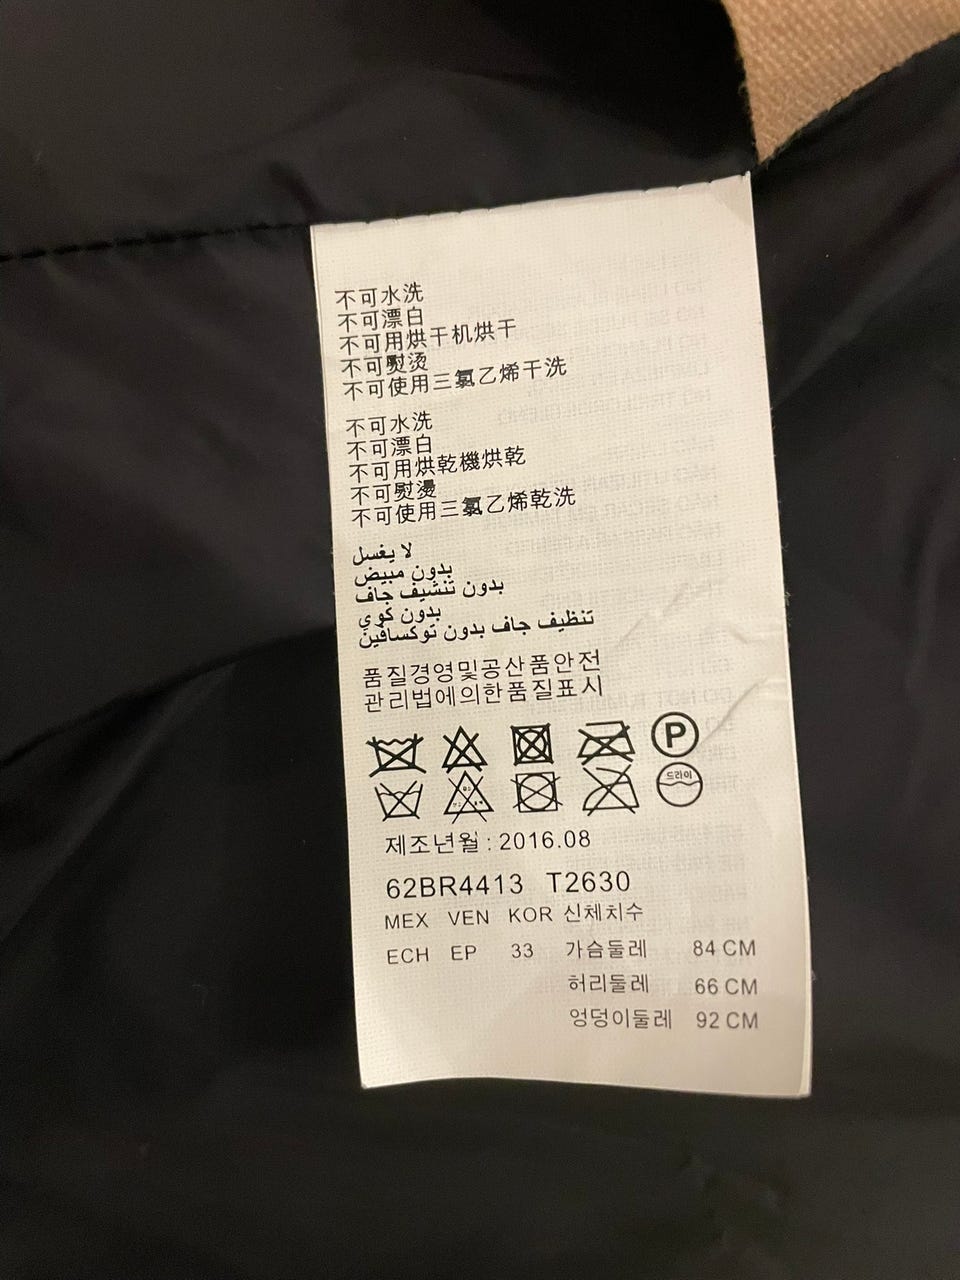 不可水洗
不可漂白
不可用烘干机烘干
不可熨烫
不可使用三氯乙烯干洗
不可水洗
不可漂白
不可用烘乾機烘乾
不可熨燙
不可使用三氯乙烯乾洗
لا يغسل
بدون مبيض
بدون تنشيف جاف
بدون كوي
تنظيف جاف بدون توكسافين
품질경영및공산품안전
관리법에의한품질표시
P
드라이
제조년월 : 2016.08
62BR4413 T2630
MEX VEN KOR 신체치수
ECH EP 33 가슴둘레 84 CM
허리둘레 66 CM
엉덩이둘레 92 CM